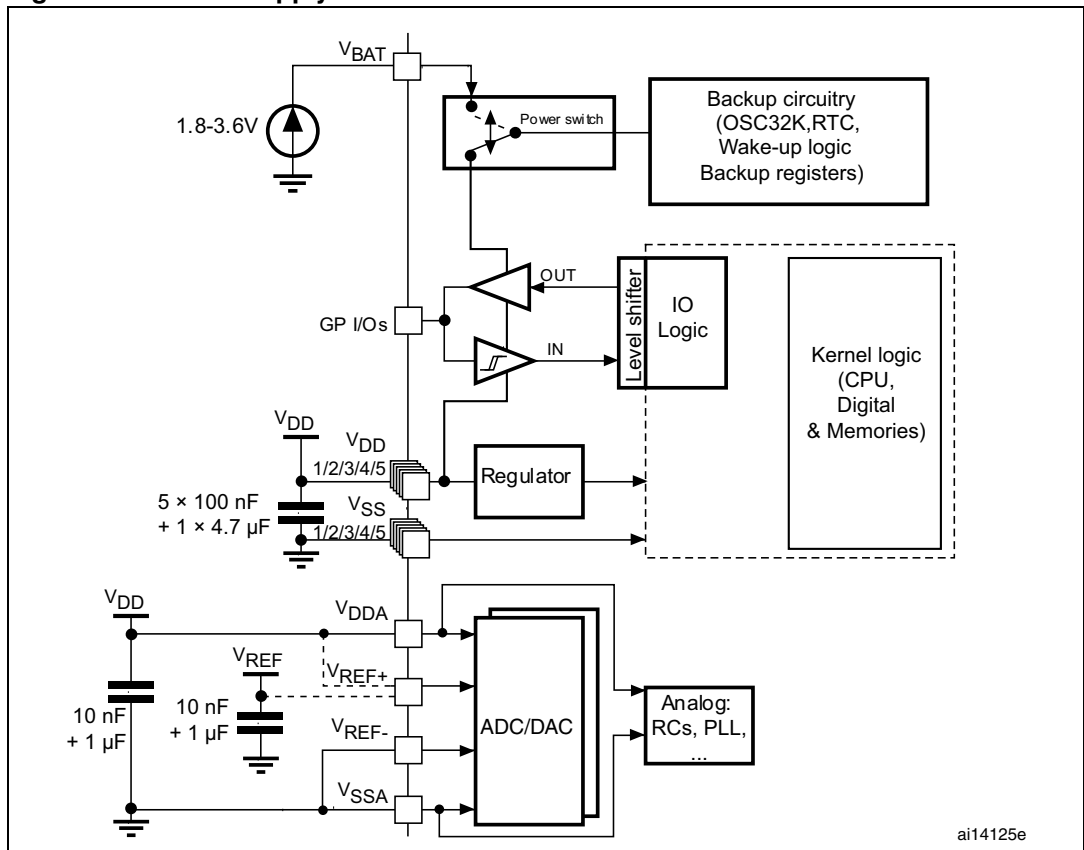 VBAT
1.8-3.6V
Power switch
Backup circuitry
(OSC32K,RTC,
Wake-up logic
Backup registers)
OUT
GP I/Os
IN
Level shifter
IO
Logic
Kernel logic
(CPU,
Digital
& Memories)
VDD
VDD
1/2/3/4/5
Regulator
5 × 100 nF
+ 1 × 4.7 µF
VSS
1/2/3/4/5
VDD
VDDA
VREF
VREF+
10 nF
+ 1 µF
10 nF
+ 1 µF
VREF-
ADC/DAC
Analog:
RCs, PLL,
...
VSSA
ai14125e